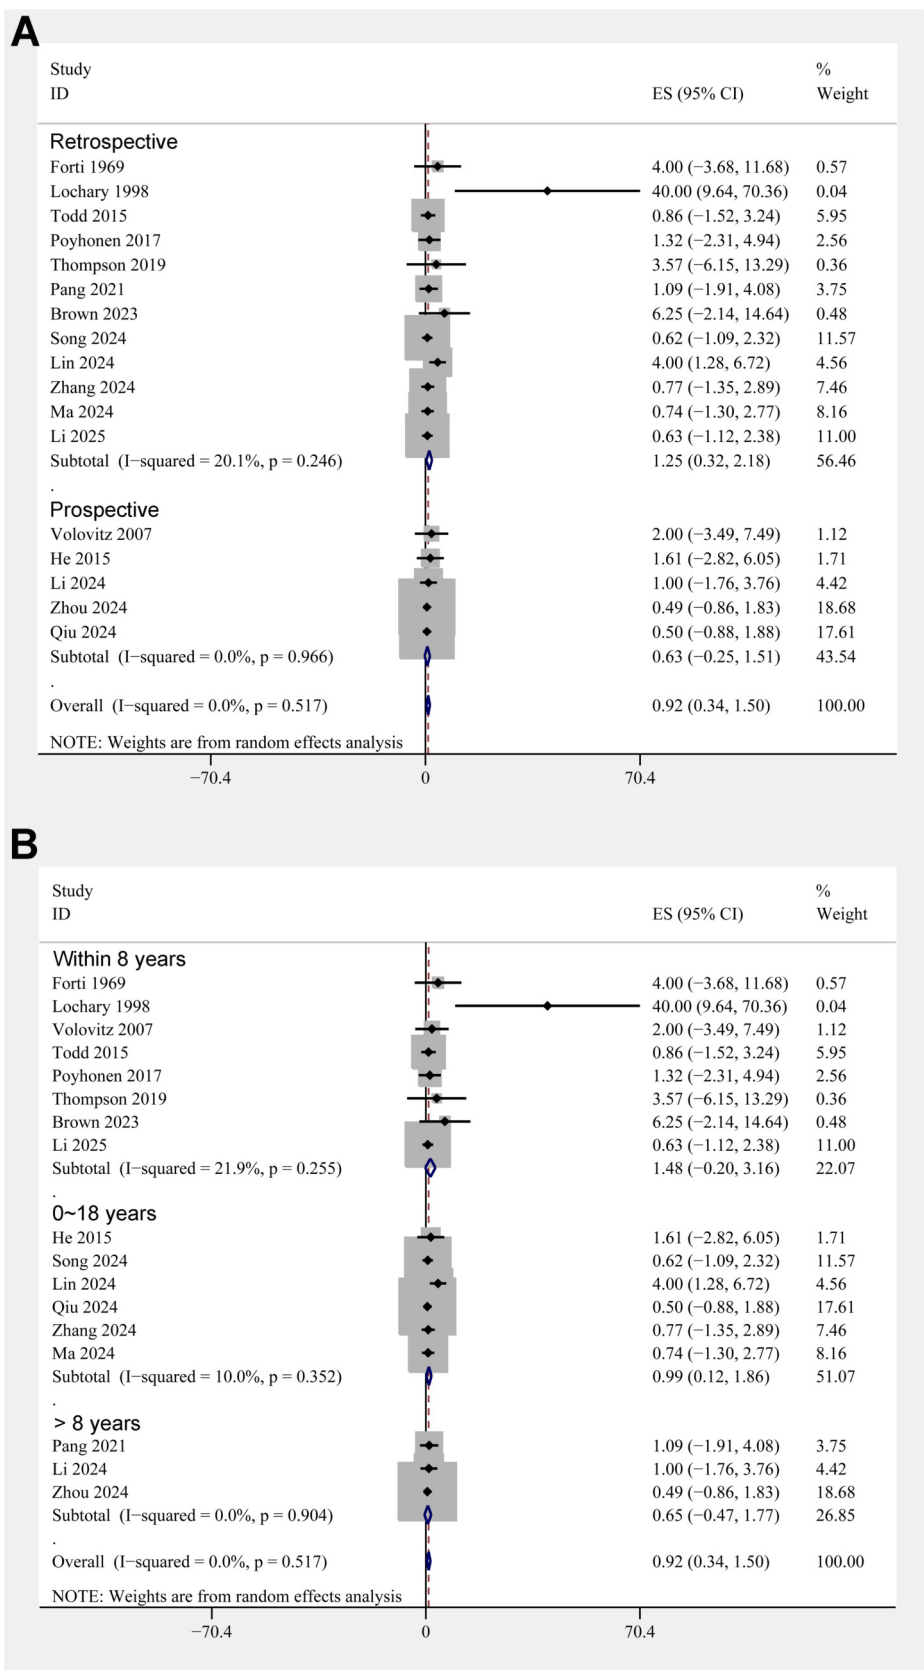 A
Study %
ID ES (95% CI) Weight
Retrospective
Forti 1969 4.00 (−3.68, 11.68) 0.57
Lochary 1998 40.00 (9.64, 70.36) 0.04
Todd 2015 0.86 (−1.52, 3.24) 5.95
Poyhonen 2017 1.32 (−2.31, 4.94) 2.56
Thompson 2019 3.57 (−6.15, 13.29) 0.36
Pang 2021 1.09 (−1.91, 4.08) 3.75
Brown 2023 6.25 (−2.14, 14.64) 0.48
Song 2024 0.62 (−1.09, 2.32) 11.57
Lin 2024 4.00 (1.28, 6.72) 4.56
Zhang 2024 0.77 (−1.35, 2.89) 7.46
Ma 2024 0.74 (−1.30, 2.77) 8.16
Li 2025 0.63 (−1.12, 2.38) 11.00
Subtotal (I−squared = 20.1%, p = 0.246) 1.25 (0.32, 2.18) 56.46
.
Prospective
Volovitz 2007 2.00 (−3.49, 7.49) 1.12
He 2015 1.61 (−2.82, 6.05) 1.71
Li 2024 1.00 (−1.76, 3.76) 4.42
Zhou 2024 0.49 (−0.86, 1.83) 18.68
Qiu 2024 0.50 (−0.88, 1.88) 17.61
Subtotal (I−squared = 0.0%, p = 0.966) 0.63 (−0.25, 1.51) 43.54
.
Overall (I−squared = 0.0%, p = 0.517) 0.92 (0.34, 1.50) 100.00
NOTE: Weights are from random effects analysis
−70.4 0 70.4
B
Study %
ID ES (95% CI) Weight
Within 8 years
Forti 1969 4.00 (−3.68, 11.68) 0.57
Lochary 1998 40.00 (9.64, 70.36) 0.04
Volovitz 2007 2.00 (−3.49, 7.49) 1.12
Todd 2015 0.86 (−1.52, 3.24) 5.95
Poyhonen 2017 1.32 (−2.31, 4.94) 2.56
Thompson 2019 3.57 (−6.15, 13.29) 0.36
Brown 2023 6.25 (−2.14, 14.64) 0.48
Li 2025 0.63 (−1.12, 2.38) 11.00
Subtotal (I−squared = 21.9%, p = 0.255) 1.48 (−0.20, 3.16) 22.07
.
0~18 years
He 2015 1.61 (−2.82, 6.05) 1.71
Song 2024 0.62 (−1.09, 2.32) 11.57
Lin 2024 4.00 (1.28, 6.72) 4.56
Qiu 2024 0.50 (−0.88, 1.88) 17.61
Zhang 2024 0.77 (−1.35, 2.89) 7.46
Ma 2024 0.74 (−1.30, 2.77) 8.16
Subtotal (I−squared = 10.0%, p = 0.352) 0.99 (0.12, 1.86) 51.07
.
> 8 years
Pang 2021 1.09 (−1.91, 4.08) 3.75
Li 2024 1.00 (−1.76, 3.76) 4.42
Zhou 2024 0.49 (−0.86, 1.83) 18.68
Subtotal (I−squared = 0.0%, p = 0.904) 0.65 (−0.47, 1.77) 26.85
.
Overall (I−squared = 0.0%, p = 0.517) 0.92 (0.34, 1.50) 100.00
NOTE: Weights are from random effects analysis
−70.4 0 70.4